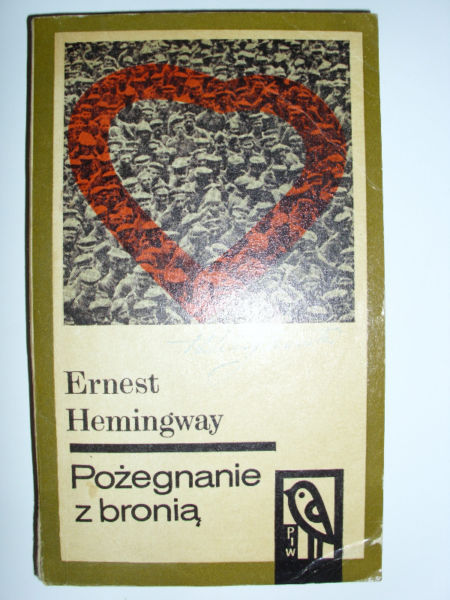 Ernest
Hemingway
Pożegnanie
z bronią
PIW